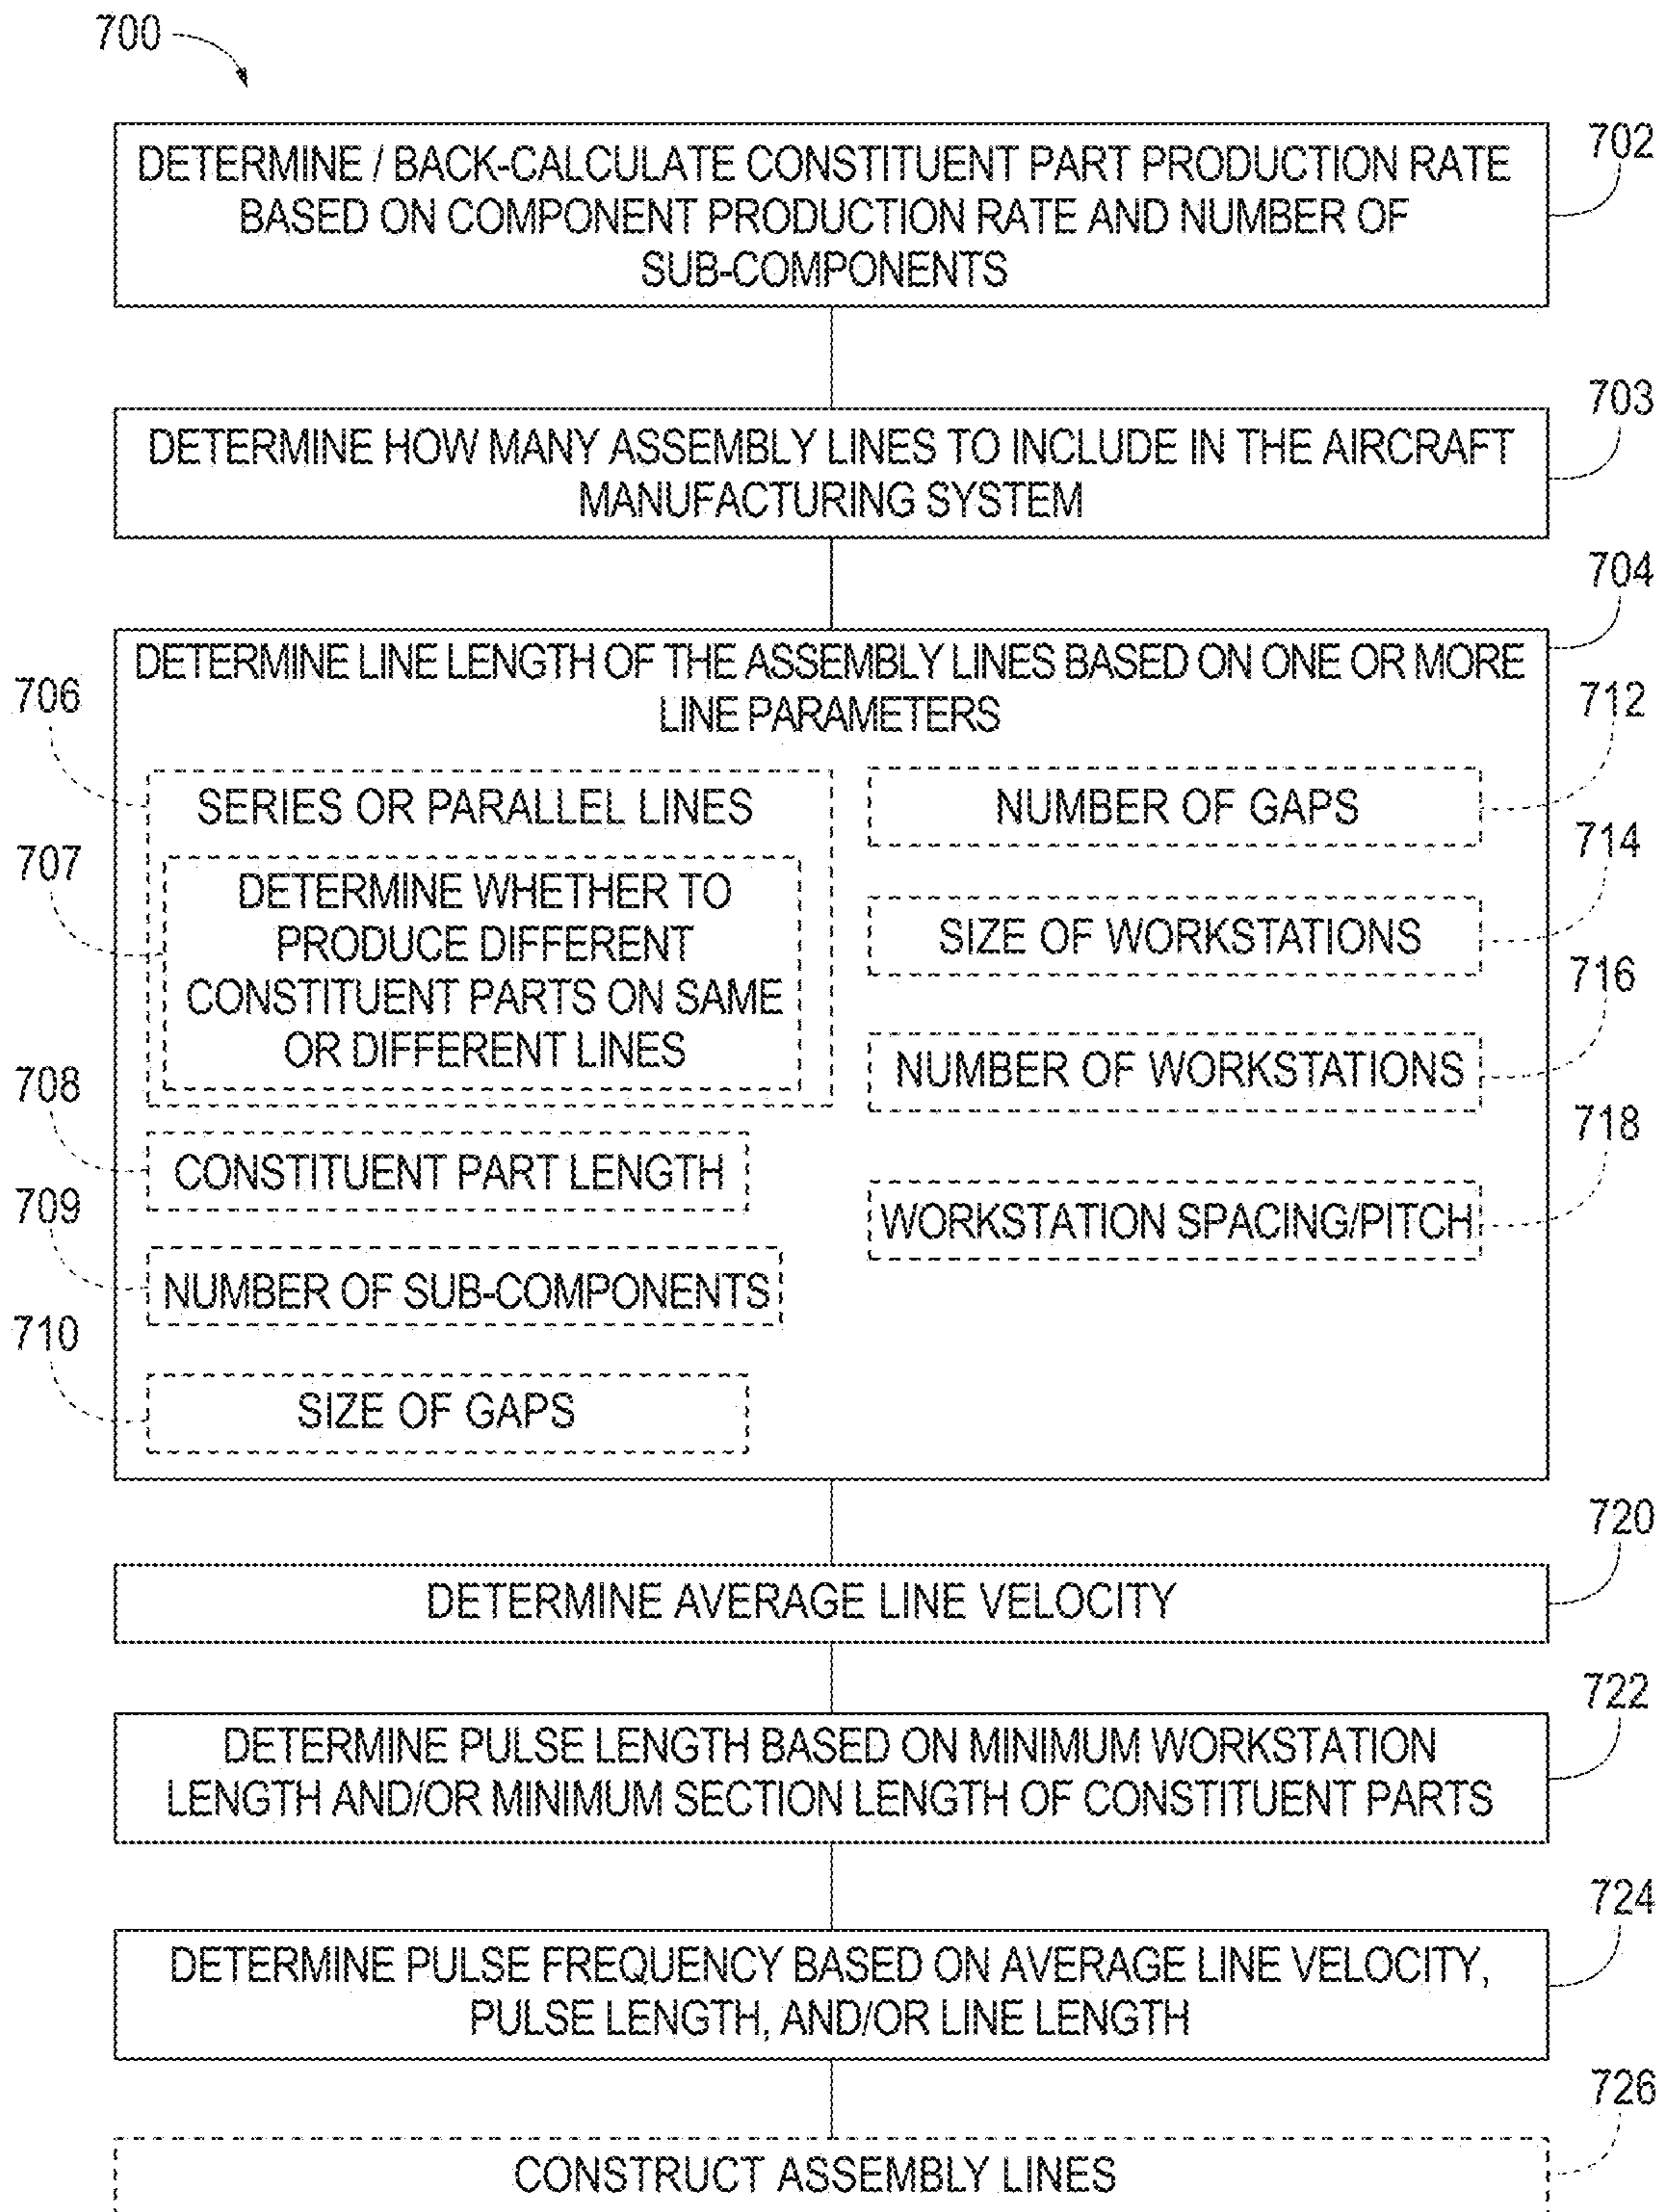 700
702
DETERMINE / BACK-CALCULATE CONSTITUENT PART PRODUCTION RATE
BASED ON COMPONENT PRODUCTION RATE AND NUMBER OF
SUB-COMPONENTS
703
DETERMINE HOW MANY ASSEMBLY LINES TO INCLUDE IN THE AIRCRAFT
MANUFACTURING SYSTEM
704
DETERMINE LINE LENGTH OF THE ASSEMBLY LINES BASED ON ONE OR MORE
LINE PARAMETERS
706
SERIES OR PARALLEL LINES
707
DETERMINE WHETHER TO
PRODUCE DIFFERENT
CONSTITUENT PARTS ON SAME
OR DIFFERENT LINES
708
CONSTITUENT PART LENGTH
709
NUMBER OF SUB-COMPONENTS
710
SIZE OF GAPS
712
NUMBER OF GAPS
714
SIZE OF WORKSTATIONS
716
NUMBER OF WORKSTATIONS
718
WORKSTATION SPACING/PITCH
720
DETERMINE AVERAGE LINE VELOCITY
722
DETERMINE PULSE LENGTH BASED ON MINIMUM WORKSTATION
LENGTH AND/OR MINIMUM SECTION LENGTH OF CONSTITUENT PARTS
724
DETERMINE PULSE FREQUENCY BASED ON AVERAGE LINE VELOCITY,
PULSE LENGTH, AND/OR LINE LENGTH
726
CONSTRUCT ASSEMBLY LINES